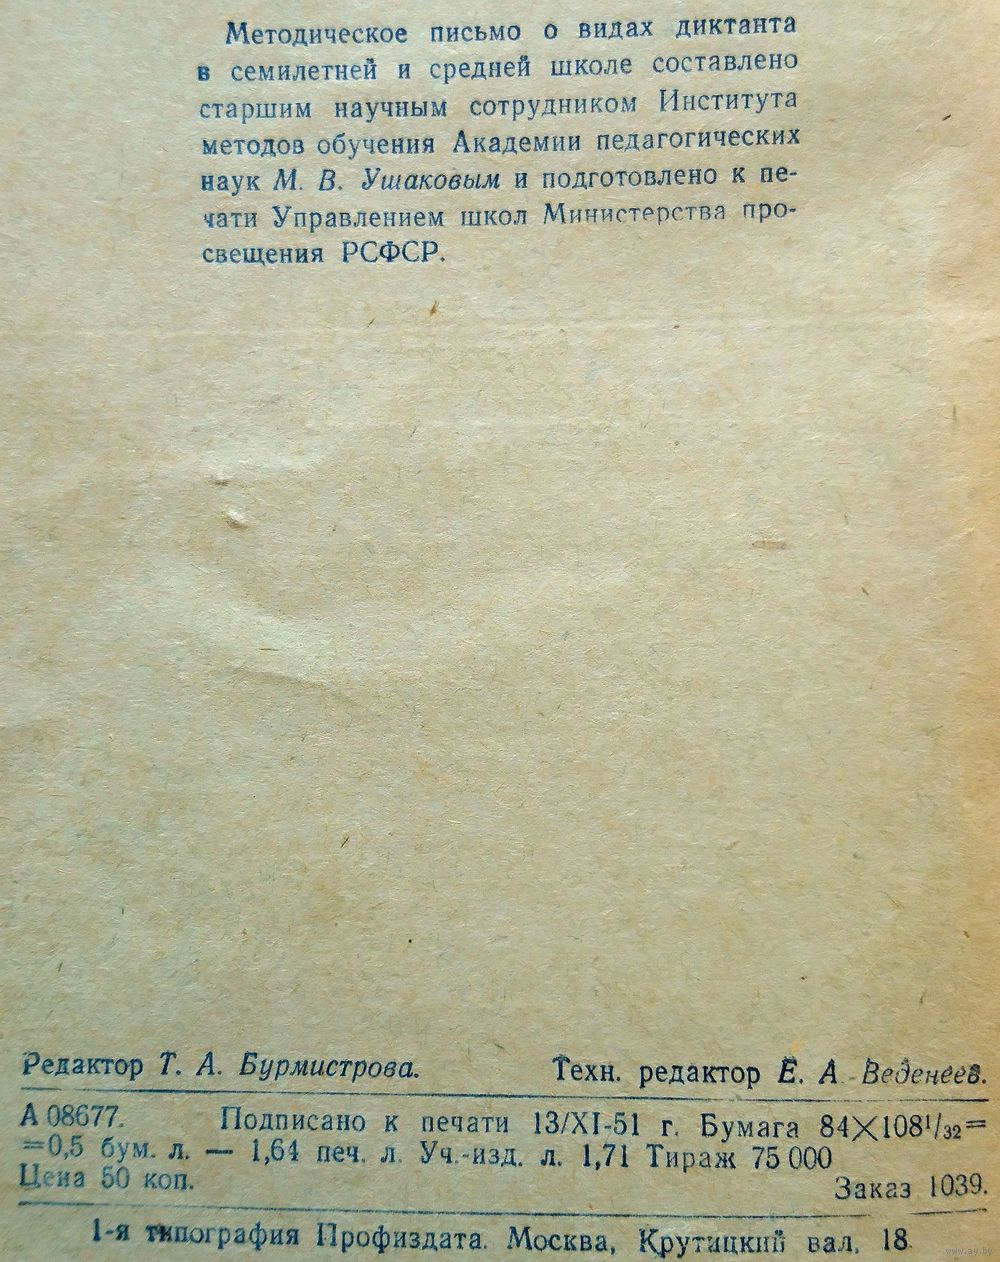 Методическое письмо о видах диктанта
в семилетней и средней школе составлено
старшим научным сотрудником Института
методов обучения Академии педагогических
наук М. В. Ушаковым и подготовлено к пе-
чати Управлением школ Министерства про-
свещения РСФСР.
Редактор Т. А. Бурмистрова.
Техн. редактор Е. А. Веденеев.
А 08677. Подписано к печати 13/XI-51 г. Бумага 84×108¹/₃₂=
=0,5 бум. л. — 1,64 печ. л. Уч.-изд. л. 1,71 Тираж 75 000
Цена 50 коп. Заказ 1039.
1-я типография Профиздата. Москва, Крутицкий вал, 18.
www.ay.by